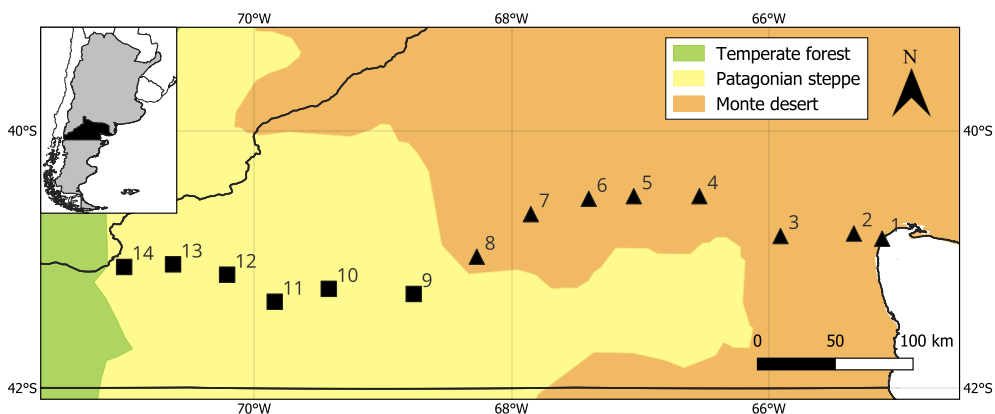 70°W 68°W 66°W
Temperate forest
Patagonian steppe
Monte desert
N
40°S 40°S
1 2 3 4 5 6 7 8
9 10 11 12 13 14
0 50 100 km
42°S 42°S
70°W 68°W 66°W